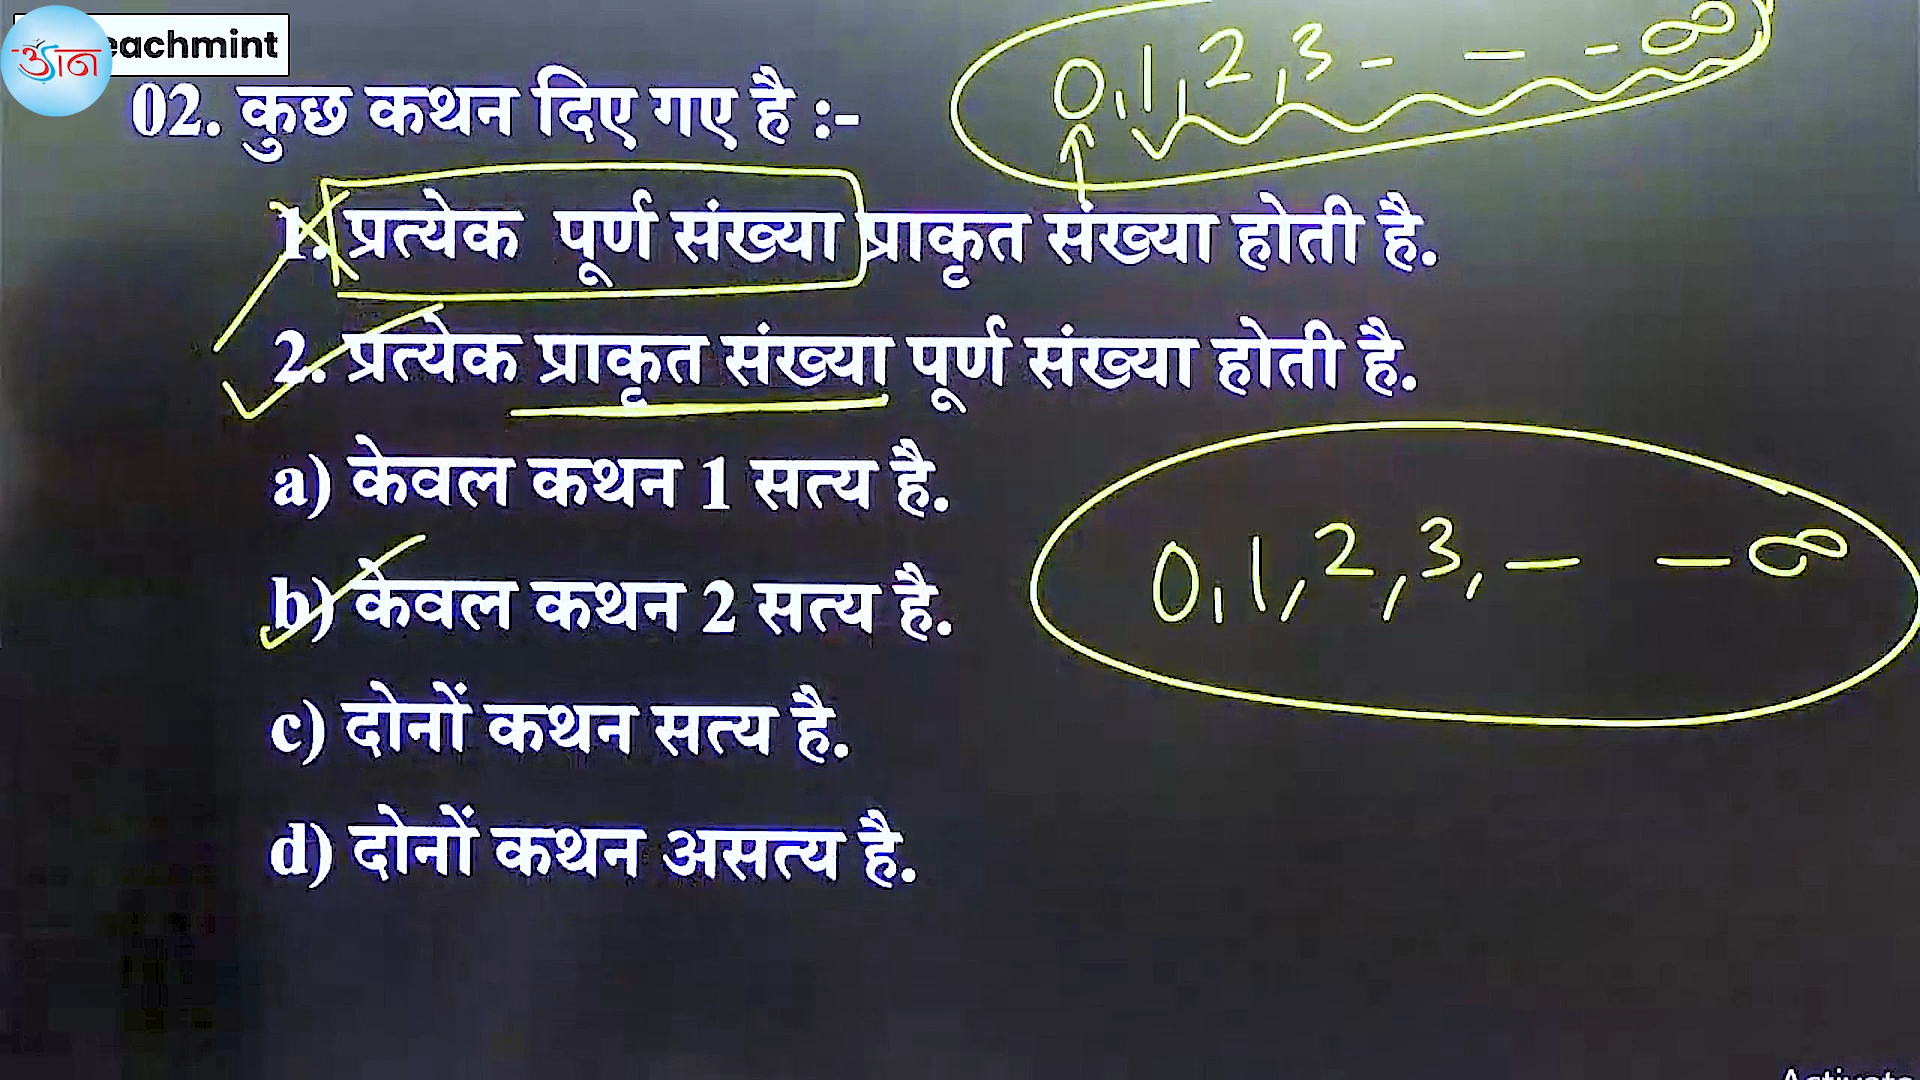 आन
eachmint
0, 1, 2, 3 - — - ∞
02. कुछ कथन दिए गए है :-
1. प्रत्येक पूर्ण संख्या प्राकृत संख्या होती है.
2. प्रत्येक प्राकृत संख्या पूर्ण संख्या होती है.
a) केवल कथन 1 सत्य है.
0, 1, 2, 3, — — ∞
b) केवल कथन 2 सत्य है.
c) दोनों कथन सत्य है.
d) दोनों कथन असत्य है.